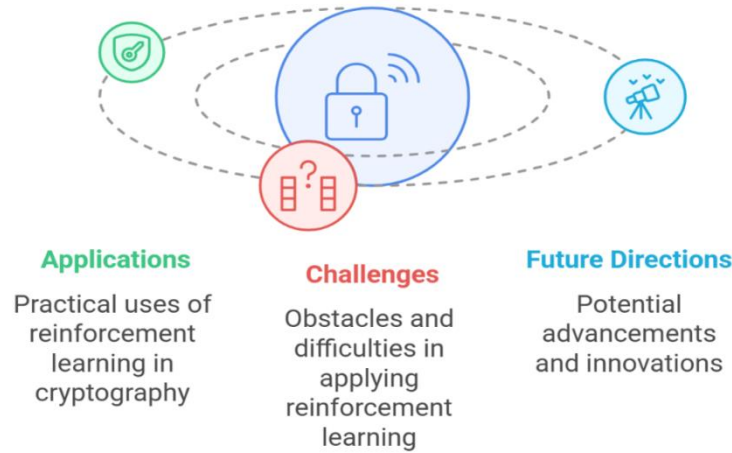 ?
Applications
Practical uses of
reinforcement
learning in
cryptography
Challenges
Obstacles and
difficulties in
applying
reinforcement
learning
Future Directions
Potential
advancements
and innovations